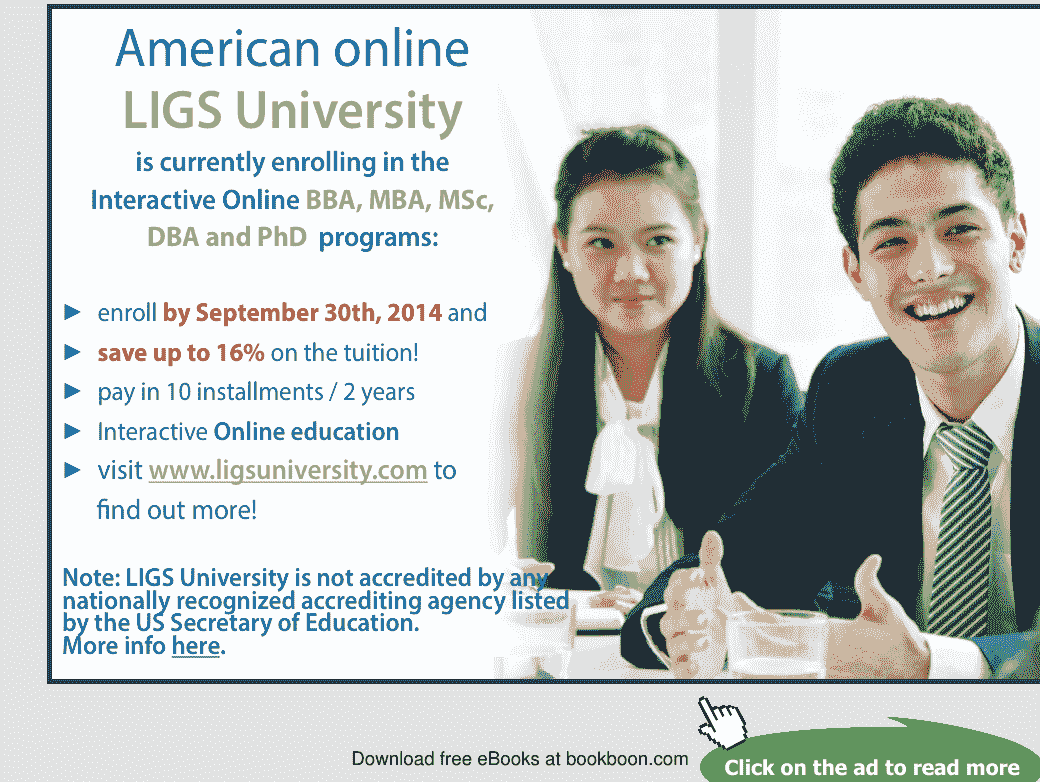 American online
LIGS University
is currently enrolling in the
Interactive Online BBA, MBA, MSc,
DBA and PhD programs:
► enroll by September 30th, 2014 and
► save up to 16% on the tuition!
► pay in 10 installments / 2 years
► Interactive Online education
► visit www.ligsuniversity.com to
find out more!
Note: LIGS University is not accredited by any
nationally recognized accrediting agency listed
by the US Secretary of Education.
More info here.
Download free eBooks at bookboon.com
Click on the ad to read more